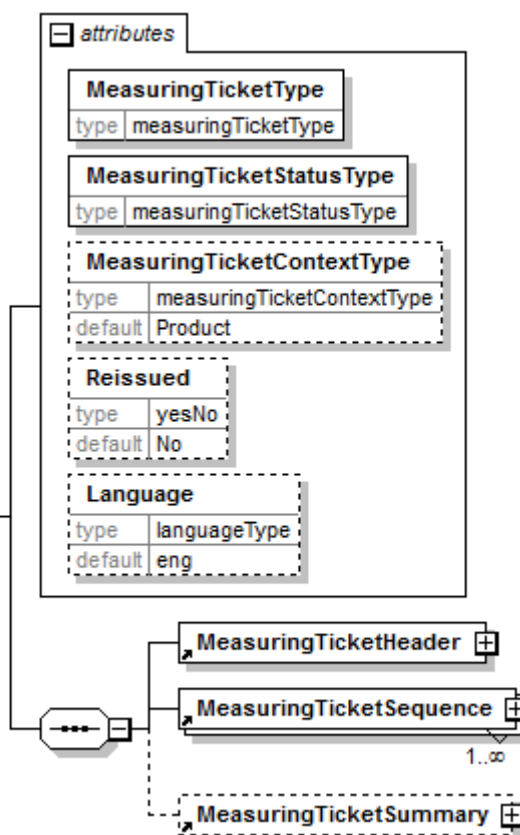 attributes
MeasuringTicketType
type measuringTicketType
MeasuringTicketStatusType
type measuringTicketStatusType
MeasuringTicketContextType
type measuringTicketContextType
default Product
Reissued
type yesNo
default No
Language
type languageType
default eng
MeasuringTicketHeader
MeasuringTicketSequence
1..∞
MeasuringTicketSummary